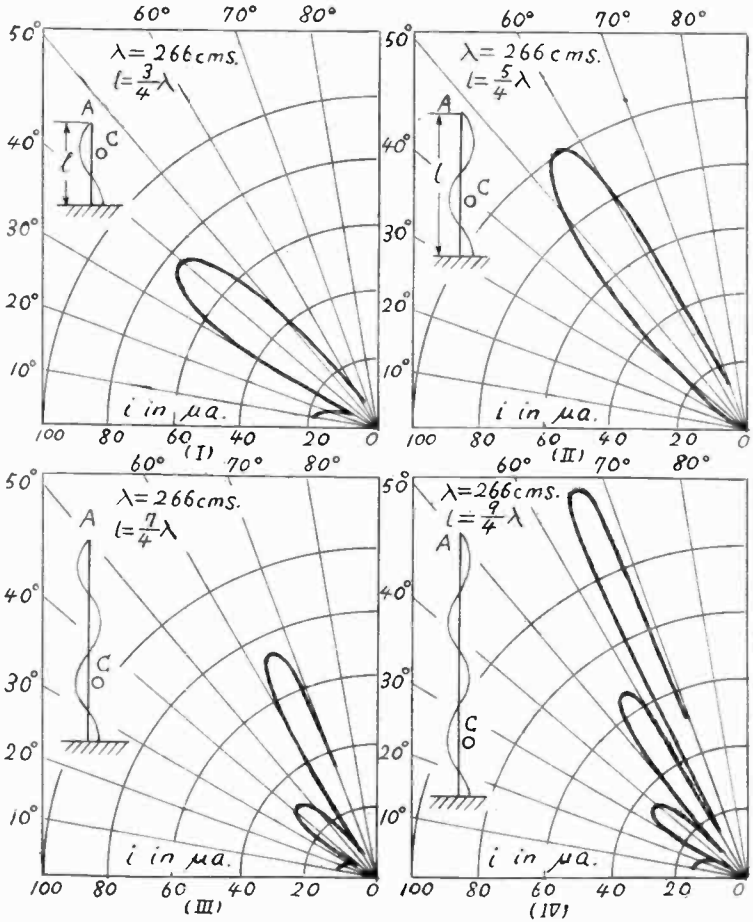 60° 70° 80°
50°
λ = 266 cms.
l = 3/4 λ
A
C
l
40°
30°
20°
10°
i in μa.
100 80 60 40 20 0
(I)
60° 70° 80°
50°
λ = 266 cms.
l = 5/4 λ
A
C
l
40°
30°
20°
10°
i in μa.
100 80 60 40 20 0
(II)
60° 70° 80°
50°
λ = 266 cms.
l = 7/4 λ
A
C
40°
30°
20°
10°
i in μa.
100 80 60 40 20 0
(III)
60° 70° 80°
50°
λ = 266 cms.
l = 9/4 λ
A
C
40°
30°
20°
10°
i in μa.
100 80 60 40 20 0
(IV)